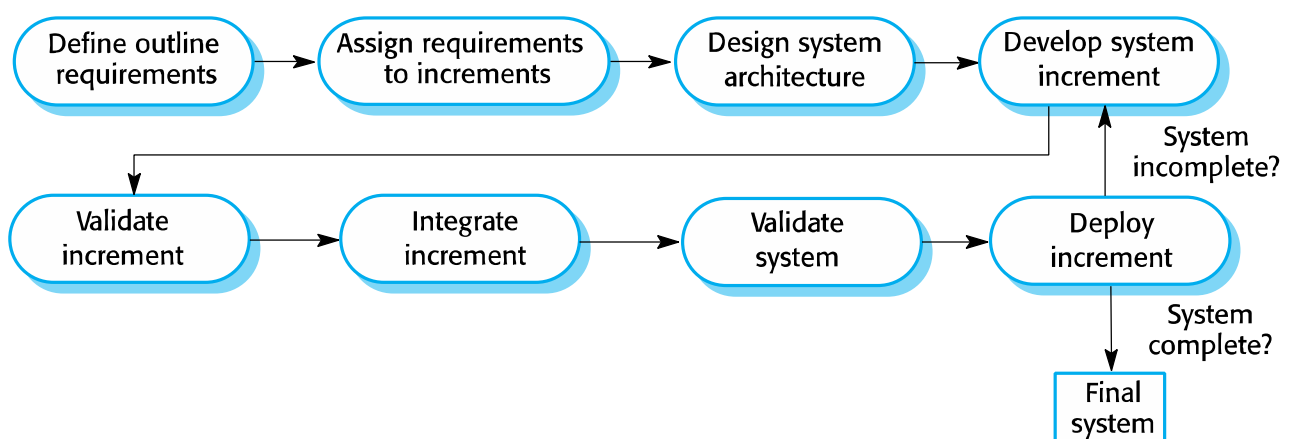 Define outline
requirements
Assign requirements
to increments
Design system
architecture
Develop system
increment
System
incomplete?
Validate
increment
Integrate
increment
Validate
system
Deploy
increment
System
complete?
Final
system